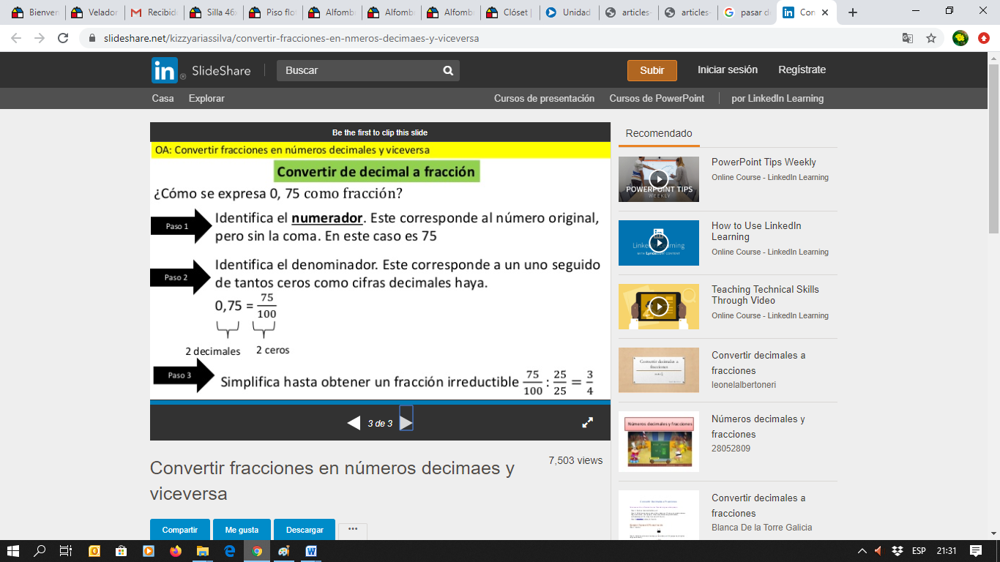 Bienven
Velador
Recibido
Silla 46x
Piso flo
Alfomb
Alfomb
Alfomb
Clóset
Unidad
articles-
articles-
pasar d
Con
slideshare.net/kizzyariassilva/convertir-fracciones-en-nmeros-decimaes-y-viceversa
in SlideShare
Buscar
Subir
Iniciar sesión
Regístrate
Casa
Explorar
Cursos de presentación
Cursos de PowerPoint
por LinkedIn Learning
Be the first to clip this slide
OA: Convertir fracciones en números decimales y viceversa
Convertir de decimal a fracción
¿Cómo se expresa 0, 75 como fracción?
Paso 1
Identifica el numerador. Este corresponde al número original,
pero sin la coma. En este caso es 75
Paso 2
Identifica el denominador. Este corresponde a un uno seguido
de tantos ceros como cifras decimales haya.
0,75 = 75/100
2 decimales
2 ceros
Paso 3
Simplifica hasta obtener un fracción irreductible 75/100 : 25/25 = 3/4
3 de 3
Convertir fracciones en números decimaes y
viceversa
7,503 views
Compartir
Me gusta
Descargar
•••
Recomendado
POWERPOINT TIPS
WEEKLY
PowerPoint Tips Weekly
Online Course - LinkedIn Learning
How to Use LinkedIn
Learning
Online Course - LinkedIn Learning
Teaching Technical Skills
Through Video
Online Course - LinkedIn Learning
Convertir decimales a
fracciones
Convertir decimales a
fracciones
leonelalbertoneri
Números decimales y fracciones
Números decimales y
fracciones
28052809
Convertir decimales a
fracciones
Blanca De la Torre Galicia
ESP
21:31